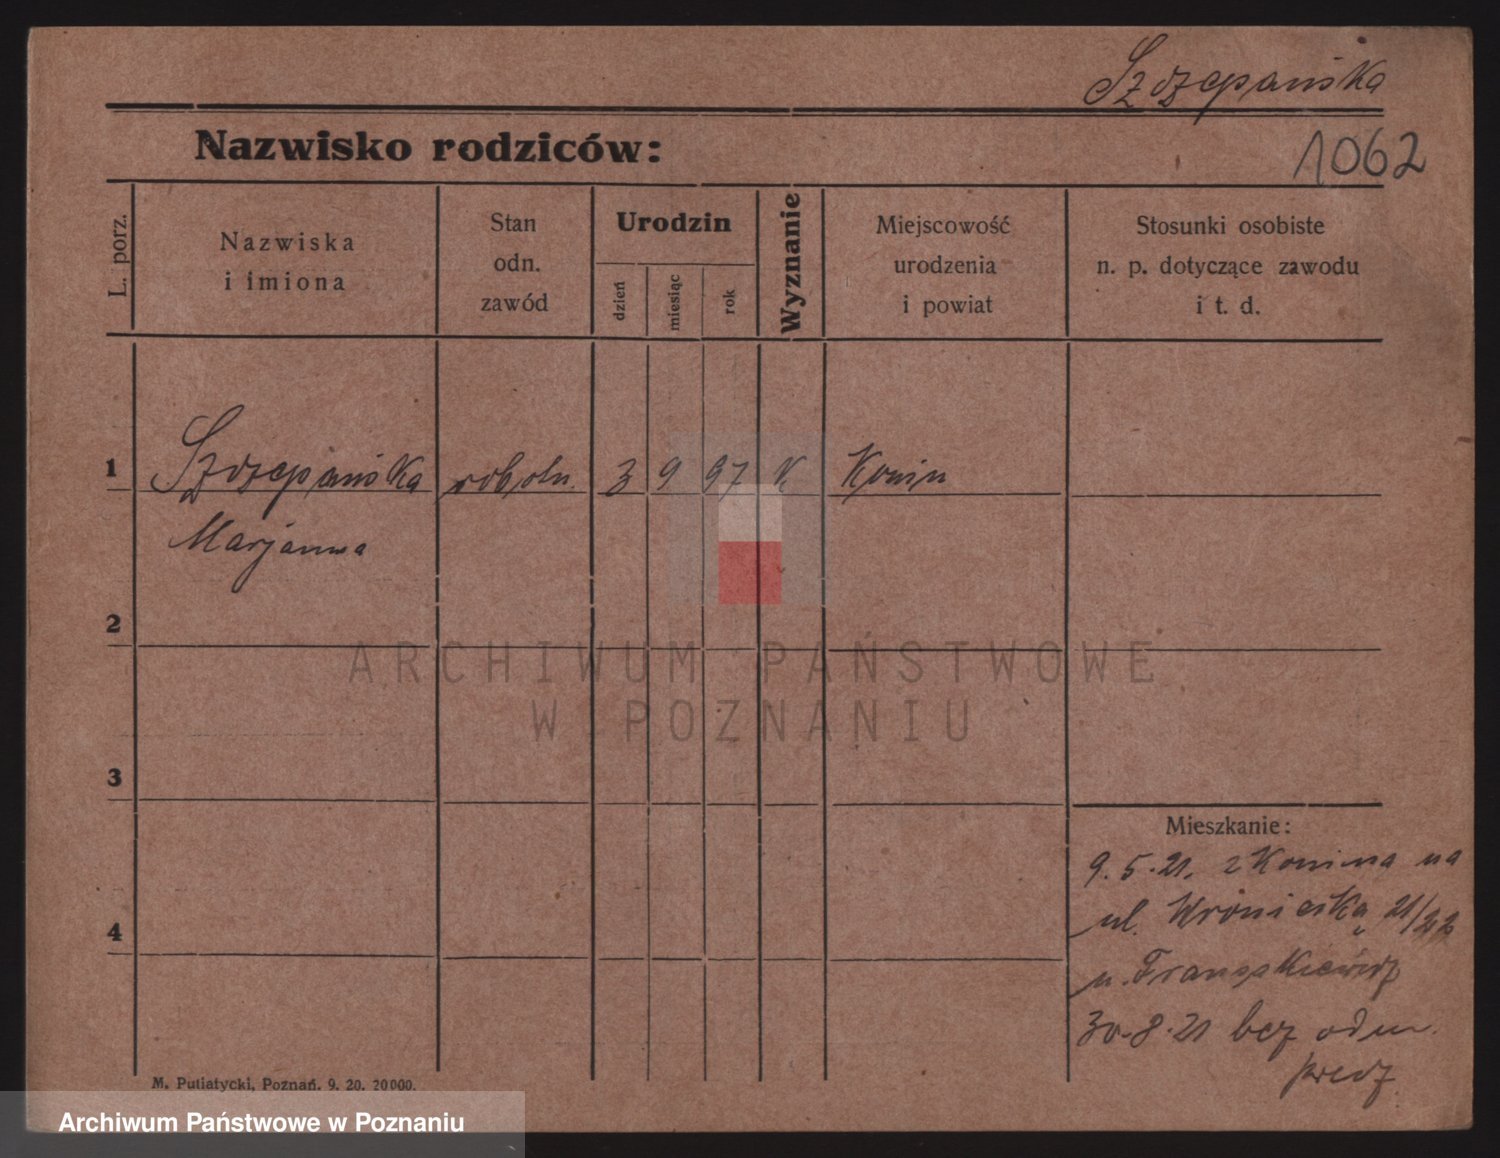 Szczepańska
Nazwisko rodziców:
1062
L. porz.
Nazwiska
i imiona
Stan
odn.
zawód
Urodzin
dzień
miesiąc
rok
Wyznanie
Miejscowość
urodzenia
i powiat
Stosunki osobiste
n. p. dotyczące zawodu
i t. d.
1 Szczepańska robotn. 3 9 97 K Konin
Marjanna
2
ARCHIWUM PAŃSTWOWE
W POZNANIU
3
Mieszkanie:
9.5.21. z Konina na
ul. Wroniecką 21/22
u.
4
30.8.21 bez odm.
M. Putiatycki, Poznań. 9. 20. 20000.
Archiwum Państwowe w Poznaniu